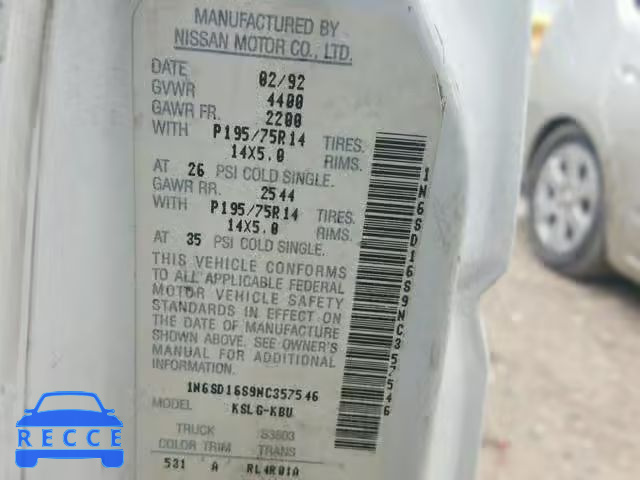 MANUFACTURED BY
NISSAN MOTOR CO., LTD.
DATE 02/92
GVWR 4400
GAWR FR. 2200
WITH P195/75R14 TIRES.
14X5.0 RIMS.
AT 26 PSI COLD SINGLE.
GAWR RR. 2544
WITH P195/75R14 TIRES.
14X5.0 RIMS.
AT 35 PSI COLD SINGLE.
THIS VEHICLE CONFORMS
TO ALL APPLICABLE FEDERAL
MOTOR VEHICLE SAFETY
STANDARDS IN EFFECT ON
THE DATE OF MANUFACTURE
SHOWN ABOVE. SEE OWNER'S
MANUAL FOR ADDITIONAL
INFORMATION.
1N6SD16S9NC357546
MODEL KSLG-KBU
TRUCK S3503
COLOR TRIM TRANS
531 A RL4R01A
1N6SD16S9NC357546
RECCE